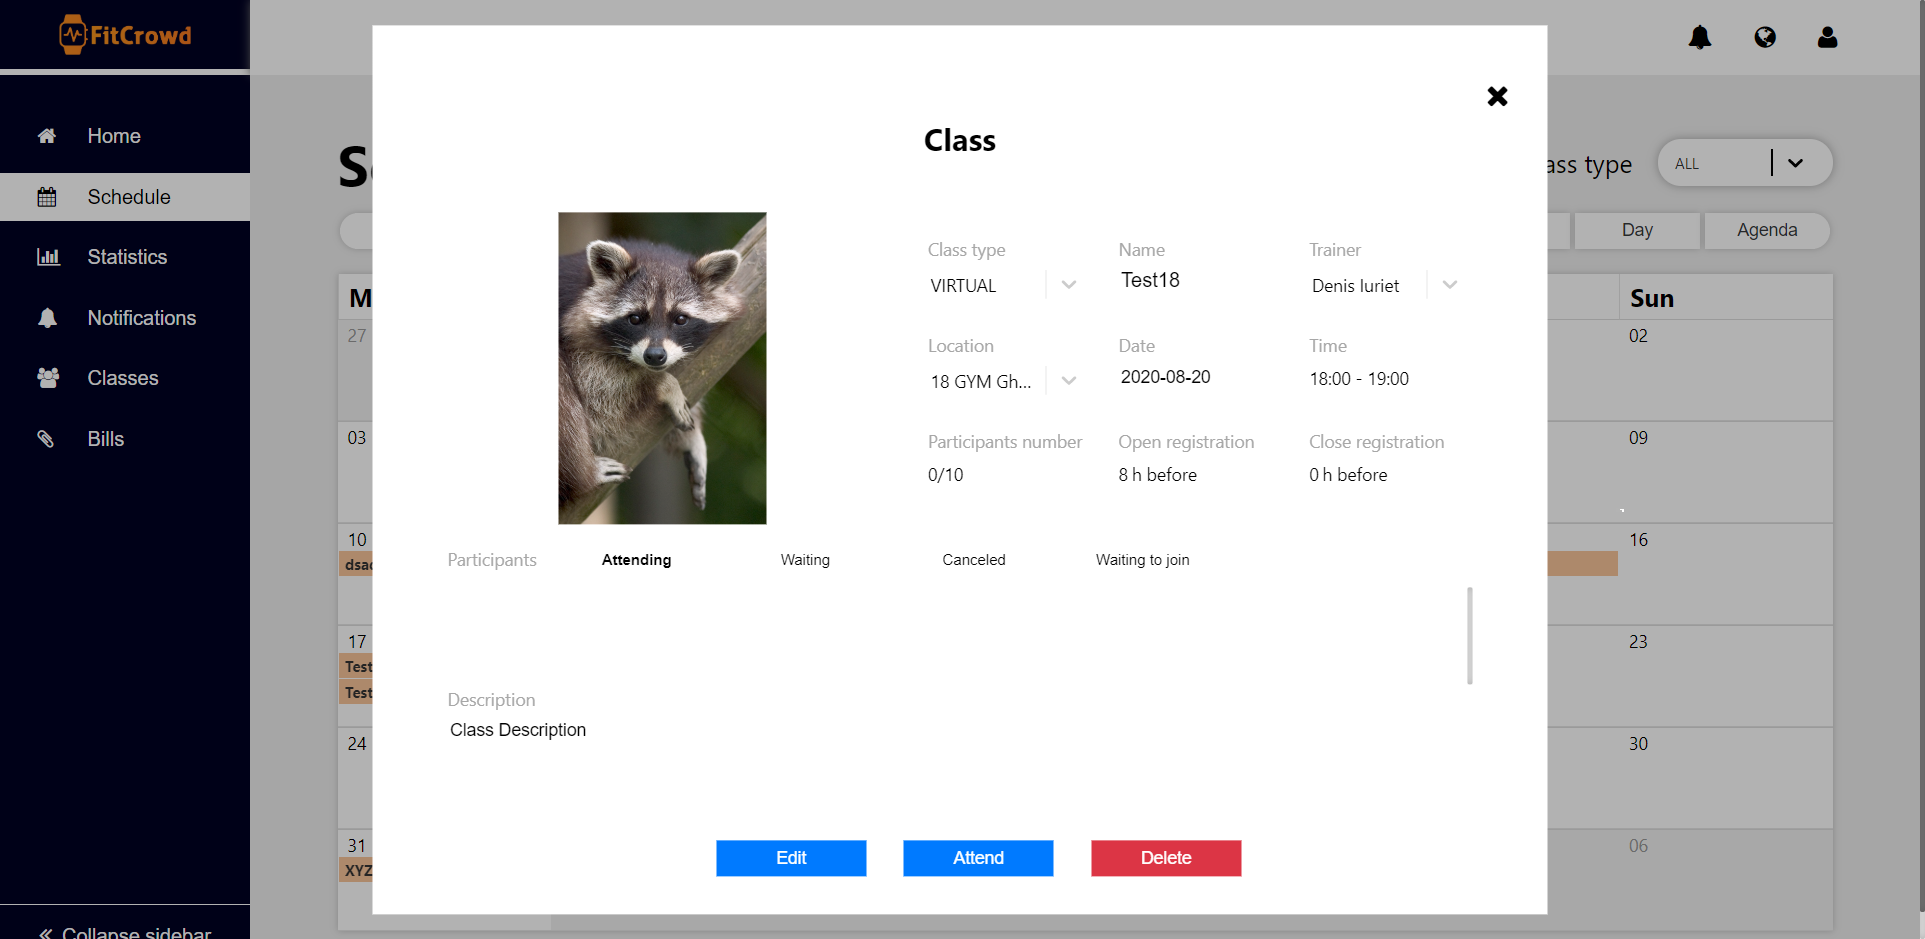 FitCrowd
Home
Schedule
Statistics
Notifications
Classes
Bills
Collapse sidebar
ass type
ALL
Day
Agenda
Sun
27
02
03
09
10
16
17
23
Test
Test
24
30
31
06
XYZ
Class
Class type
Name
Trainer
VIRTUAL
Test18
Denis Iuriet
Location
Date
Time
18 GYM Gh...
2020-08-20
18:00 - 19:00
Participants number
Open registration
Close registration
0/10
8 h before
0 h before
Participants
Attending
Waiting
Canceled
Waiting to join
Description
Class Description
Edit
Attend
Delete